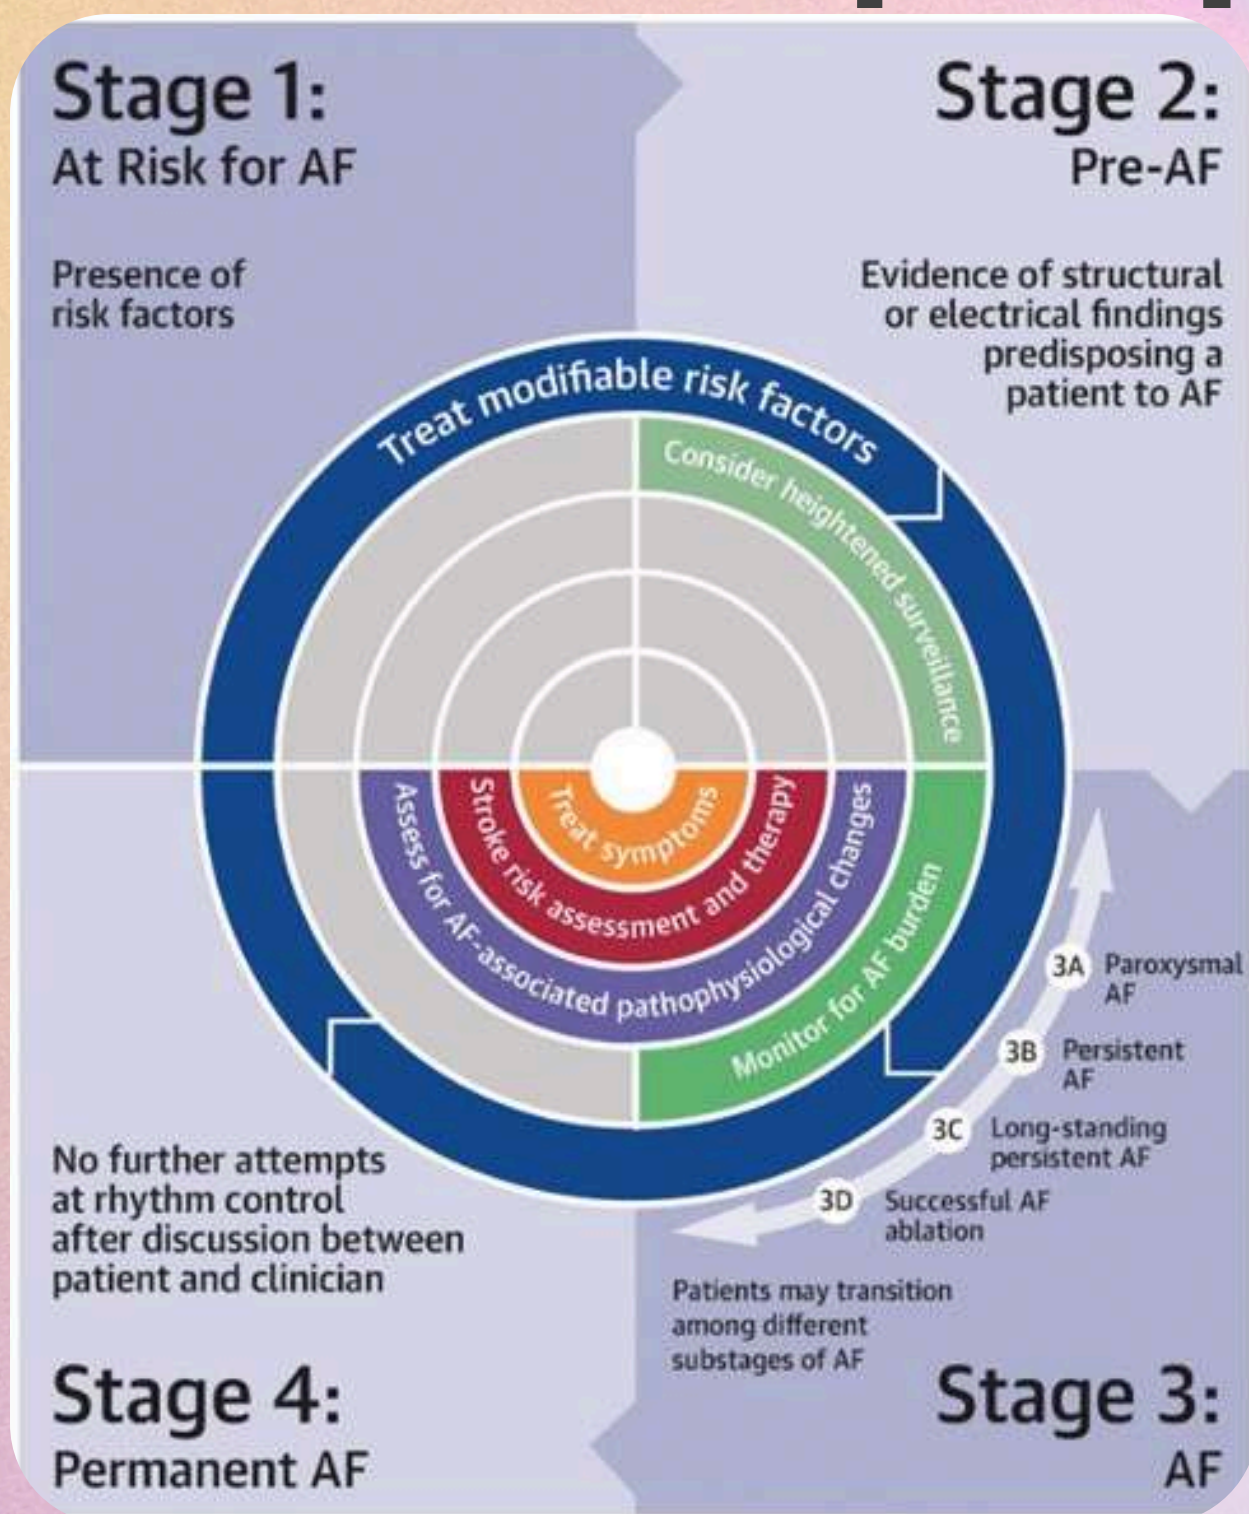 Stage 1:
At Risk for AF
Presence of
risk factors
Stage 2:
Pre-AF
Evidence of structural
or electrical findings
predisposing a
patient to AF
Treat modifiable risk factors
Consider heightened surveillance
Treat symptoms
Stroke risk assessment and therapy
Assess for AF-associated pathophysiological changes
Monitor for AF burden
3A Paroxysmal
AF
3B Persistent
AF
3C Long-standing
persistent AF
3D Successful AF
ablation
Patients may transition
among different
substages of AF
Stage 3:
AF
No further attempts
at rhythm control
after discussion between
patient and clinician
Stage 4:
Permanent AF